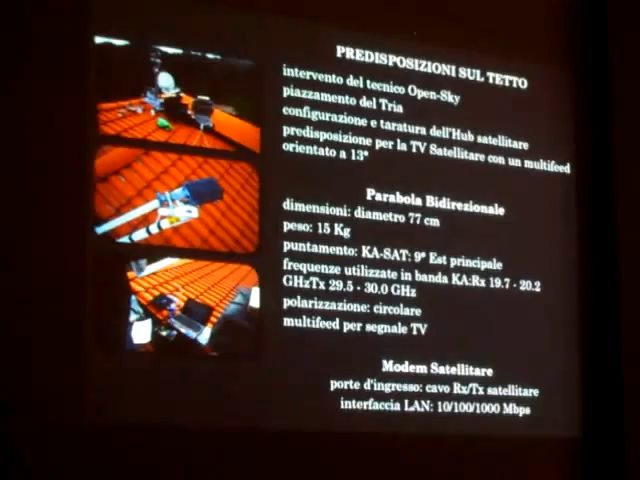 PREDISPOSIZIONI SUL TETTO
intervento del tecnico Open-Sky
piazzamento del Tria
configurazione e taratura dell'Hub satellitare
predisposizione per la TV Satellitare con un multifeed
orientato a 13°
Parabola Bidirezionale
dimensioni: diametro 77 cm
peso: 15 Kg
puntamento: KA-SAT: 9° Est principale
frequenze utilizzate in banda KA:Rx 19.7 - 20.2
GHzTx 29.5 - 30.0 GHz
polarizzazione: circolare
multifeed per segnale TV
Modem Satellitare
porte d'ingresso: cavo Rx/Tx satellitare
interfaccia LAN: 10/100/1000 Mbps